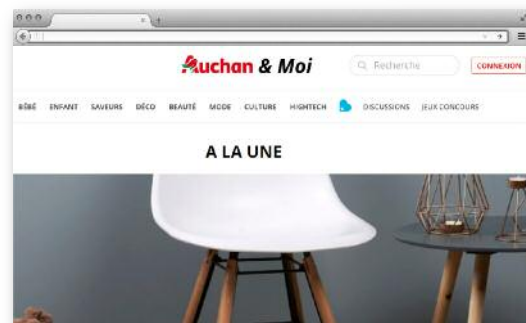 Auchan & Moi
Recherche
CONNEXION
BÉBÉ ENFANT SAVEURS DÉCO BEAUTÉ MODE CULTURE HIGHTECH DISCUSSIONS JEUX CONCOURS
A LA UNE